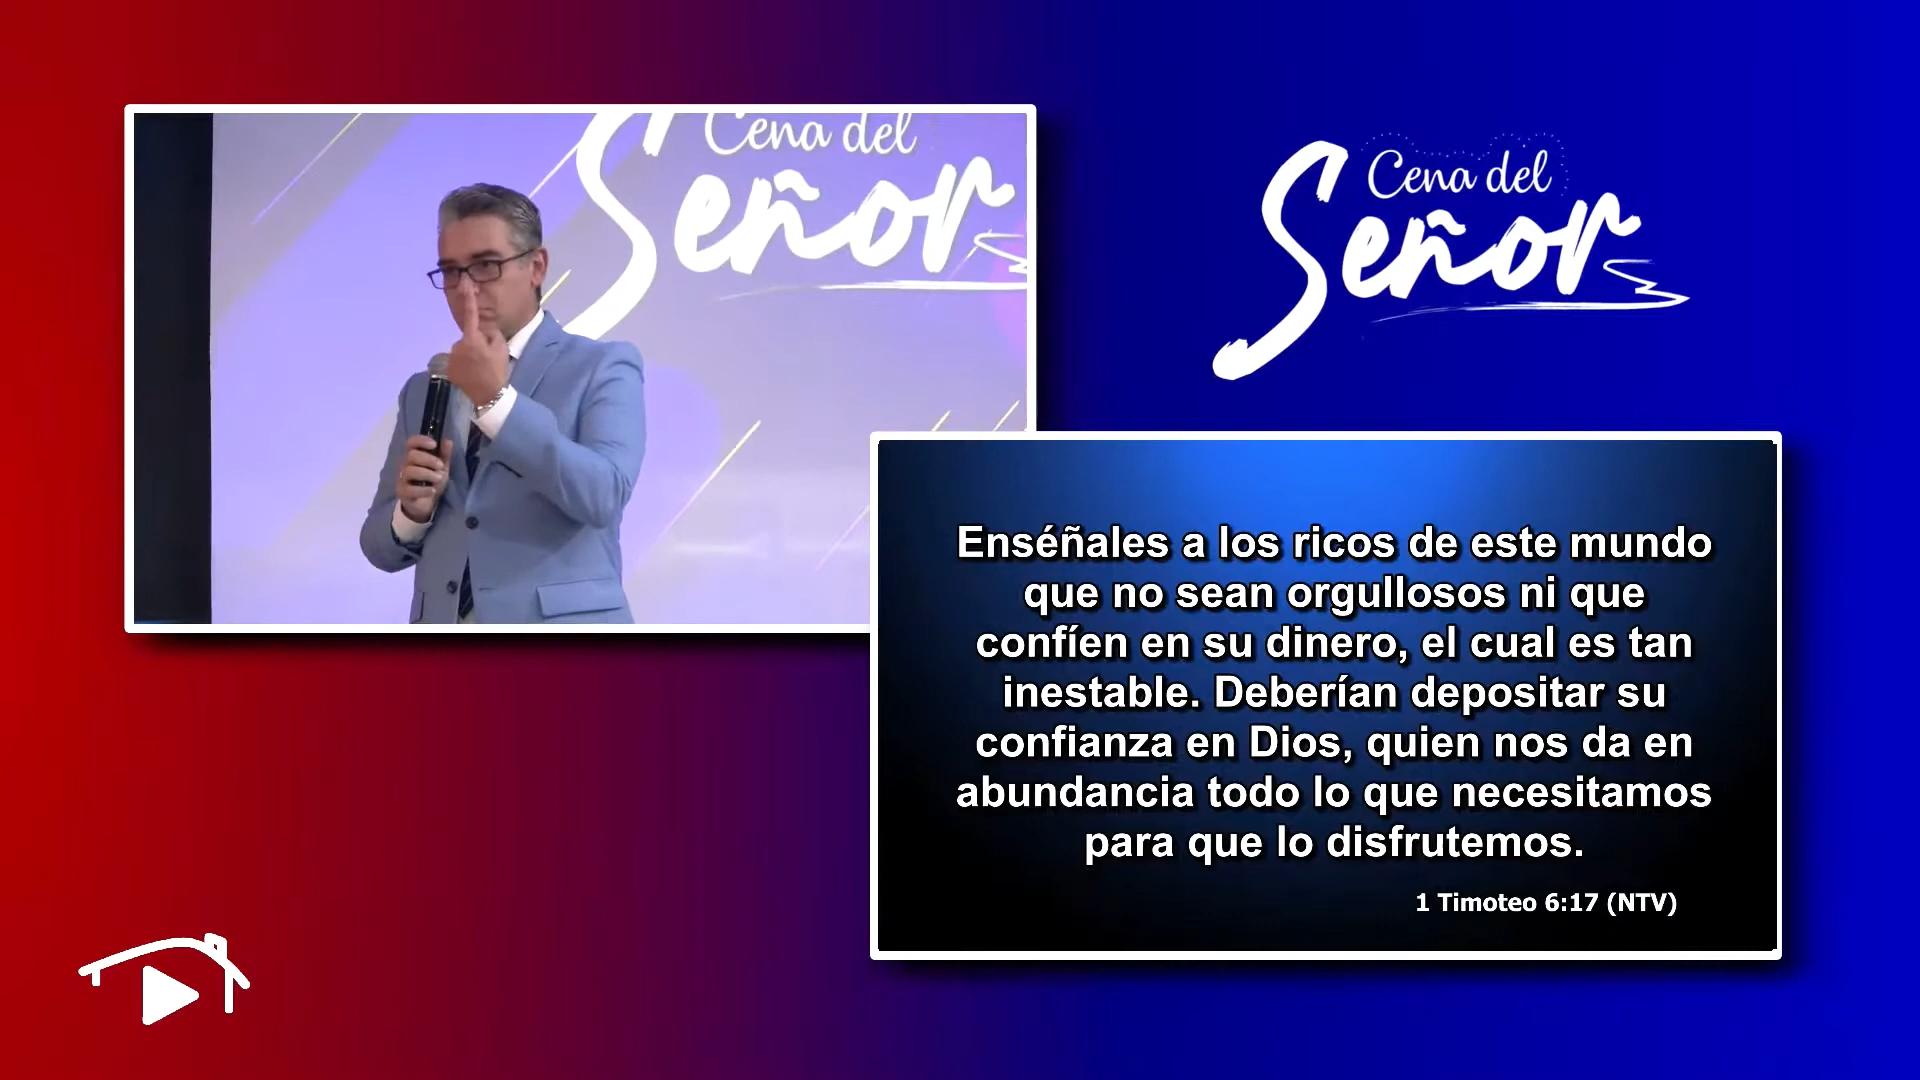 Cena del
Señor
Cena del
Señor
Enséñales a los ricos de este mundo
que no sean orgullosos ni que
confíen en su dinero, el cual es tan
inestable. Deberían depositar su
confianza en Dios, quien nos da en
abundancia todo lo que necesitamos
para que lo disfrutemos.
1 Timoteo 6:17 (NTV)